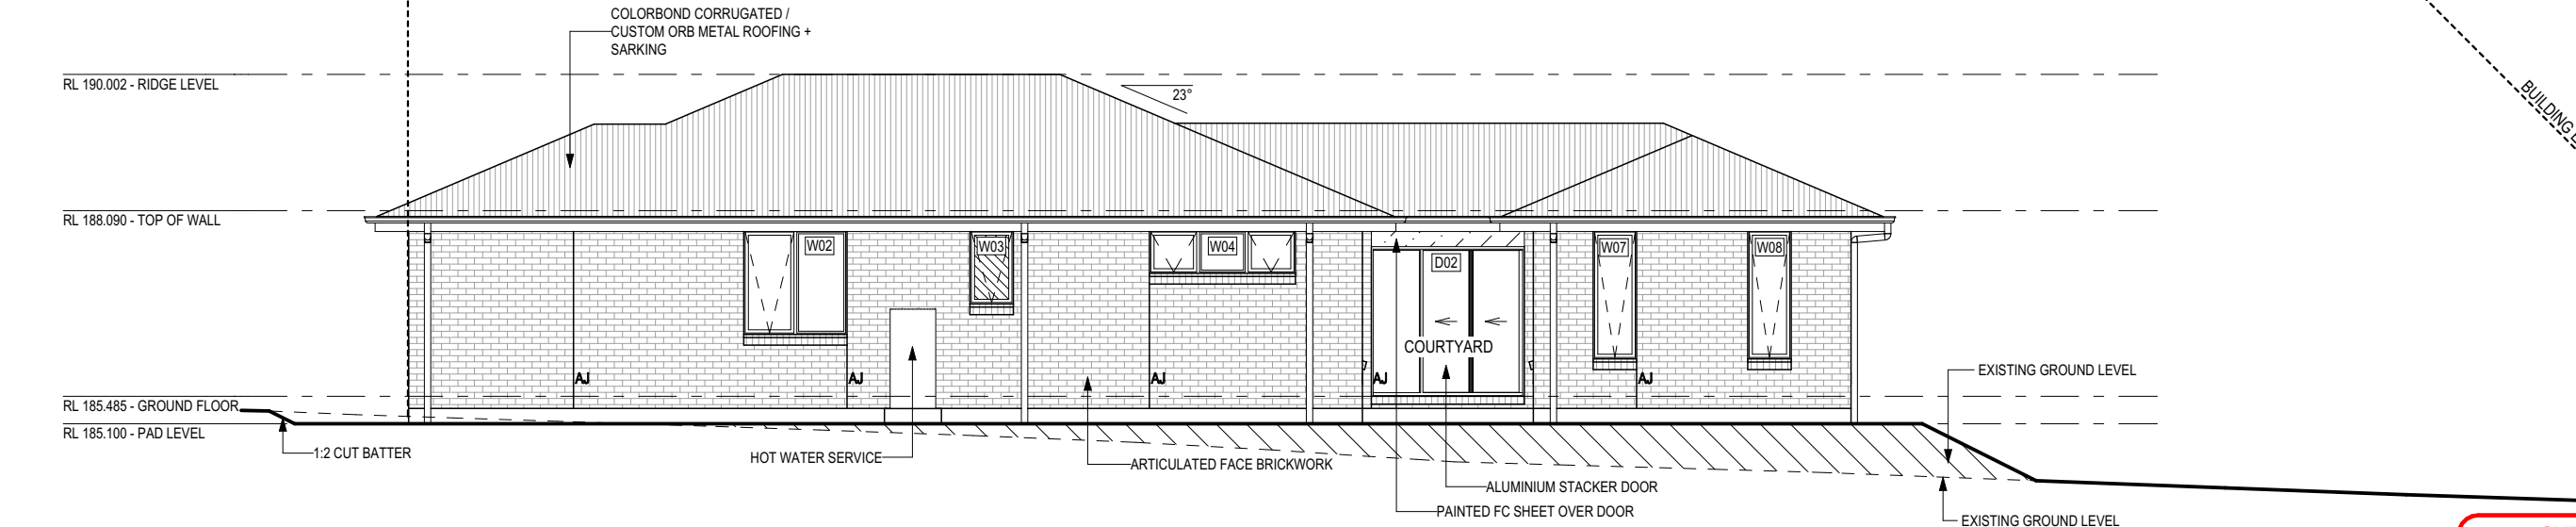 COLORBOND CORRUGATED /
CUSTOM ORB METAL ROOFING +
SARKING
RL 190.002 - RIDGE LEVEL
23°
BUILDING
RL 188.090 - TOP OF WALL
W02
W03
W04
D02
W07
W08
COURTYARD
AJ
AJ
AJ
AJ
AJ
EXISTING GROUND LEVEL
RL 185.485 - GROUND FLOOR
RL 185.100 - PAD LEVEL
1:2 CUT BATTER
HOT WATER SERVICE
ARTICULATED FACE BRICKWORK
ALUMINIUM STACKER DOOR
PAINTED FC SHEET OVER DOOR
EXISTING GROUND LEVEL